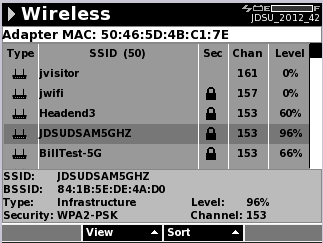 Wireless
JDSU_2012_42
Adapter MAC: 50:46:5D:4B:C1:7E
Type SSID (50) Sec Chan Level
jvisitor 161 0%
jwifi 157 0%
Headend3 153 60%
JDSUDSAM5GHZ 153 96%
BillTest-5G 153 66%
SSID: JDSUDSAM5GHZ
BSSID: 84:1B:5E:DE:4A:D0
Type: Infrastructure Level: 96%
Security: WPA2-PSK Channel: 153
View Sort